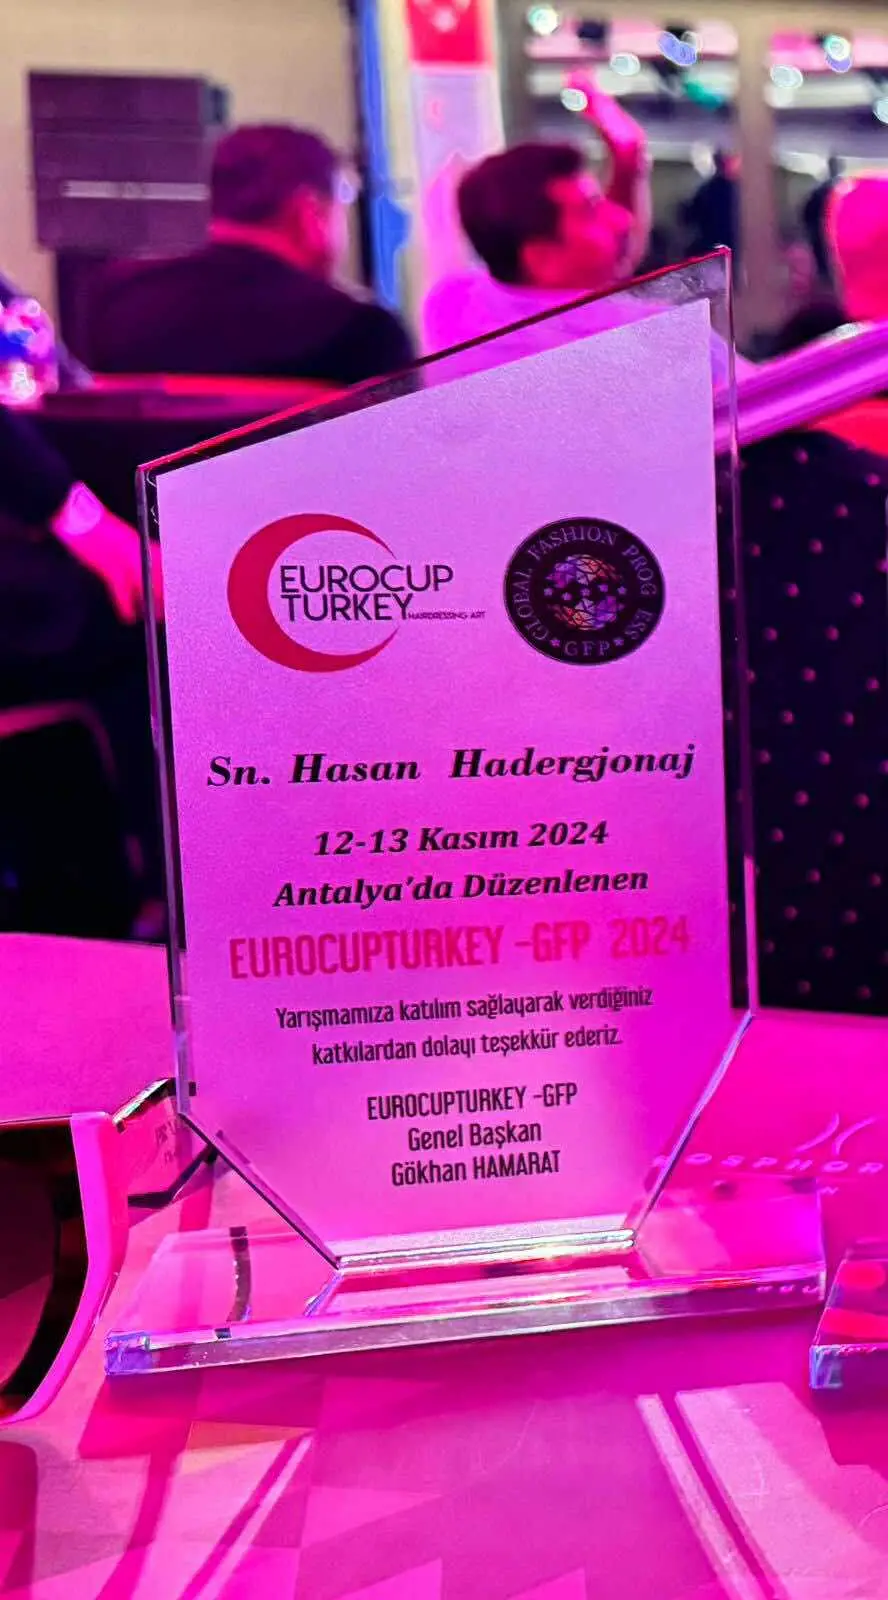 EUROCUP
TURKEY
HAIRDRESSING ART
GLOBAL FASHION PROG ESS
GFP
Sn. Hasan Hadergjonaj
12-13 Kasım 2024
Antalya'da Düzenlenen
EUROCUPTURKEY -GFP 2024
Yarışmamıza katılım sağlayarak verdiğiniz
katkılardan dolayı teşekkür ederiz.
EUROCUPTURKEY -GFP
Genel Başkan
Gökhan HAMARAT